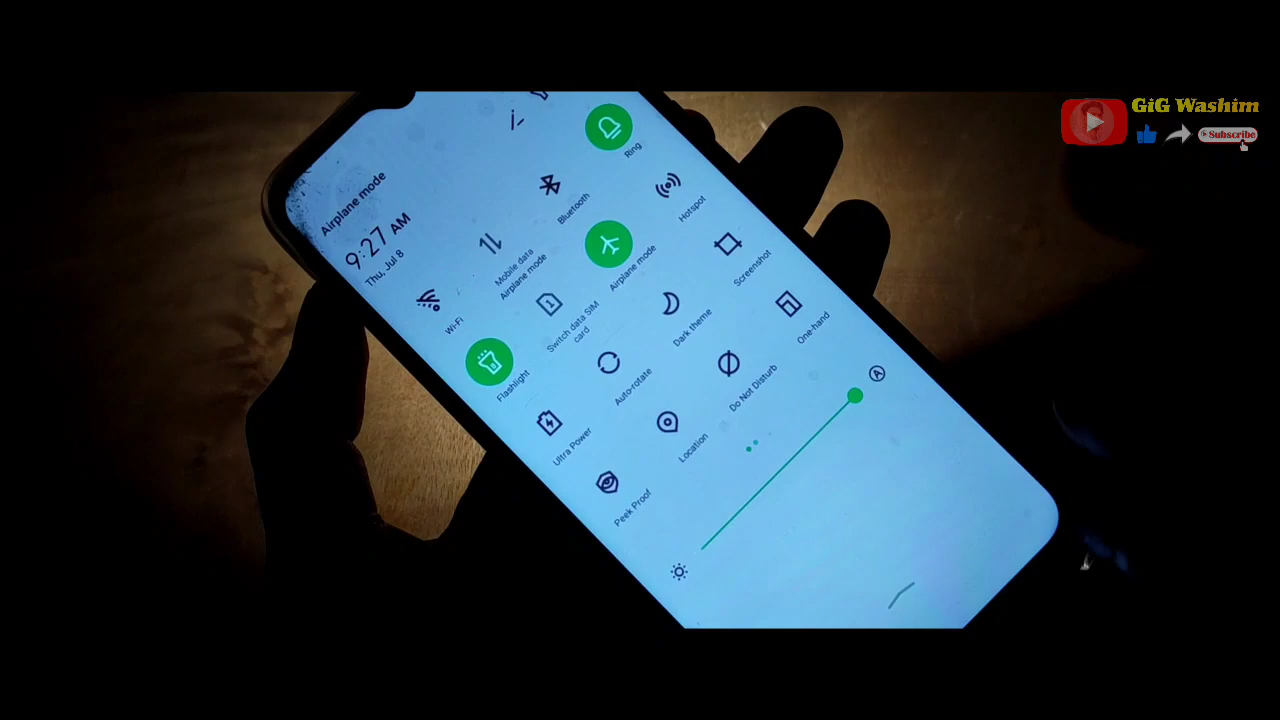 GiG Washim
Subscribe
Airplane mode
9:27 AM
Thu, Jul 8
Wi-Fi
Mobile data
Airplane mode
Bluetooth
Ring
Flashlight
Switch data SIM
card
1
Airplane mode
Hotspot
Ultra Power
Auto-rotate
Dark theme
Screenshot
Peek Proof
Location
Do Not Disturb
One-hand
A